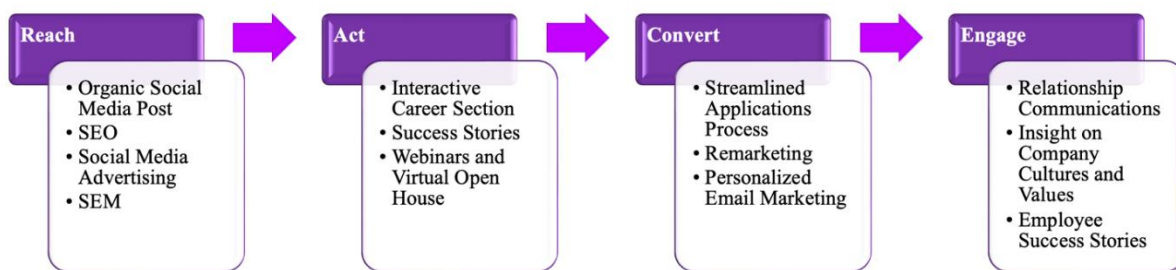 Reach
• Organic Social
Media Post
• SEO
• Social Media
Advertising
• SEM
Act
• Interactive
Career Section
• Success Stories
• Webinars and
Virtual Open
House
Convert
• Streamlined
Applications
Process
• Remarketing
• Personalized
Email Marketing
Engage
• Relationship
Communications
• Insight on
Company
Cultures and
Values
• Employee
Success Stories